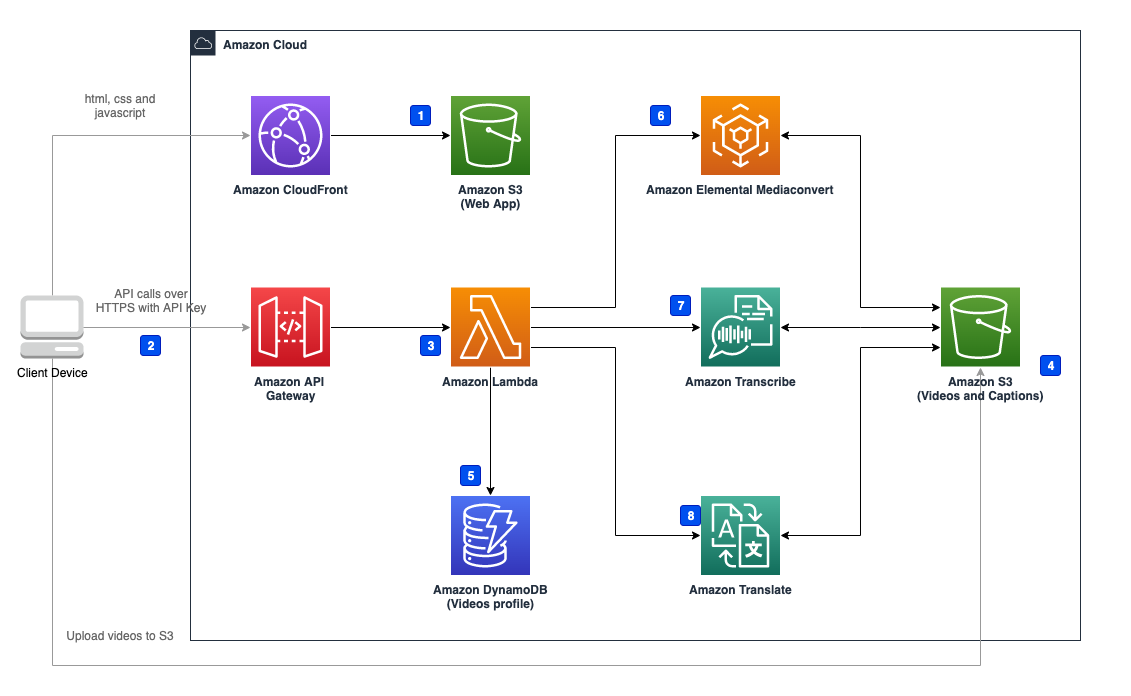 Amazon Cloud
html, css and
javascript
1
6
Amazon CloudFront
Amazon S3
(Web App)
Amazon Elemental Mediaconvert
API calls over
HTTPS with API Key
2
3
7
4
Client Device
Amazon API
Gateway
Amazon Lambda
Amazon Transcribe
Amazon S3
(Videos and Captions)
5
8
A
文
Amazon DynamoDB
(Videos profile)
Amazon Translate
Upload videos to S3